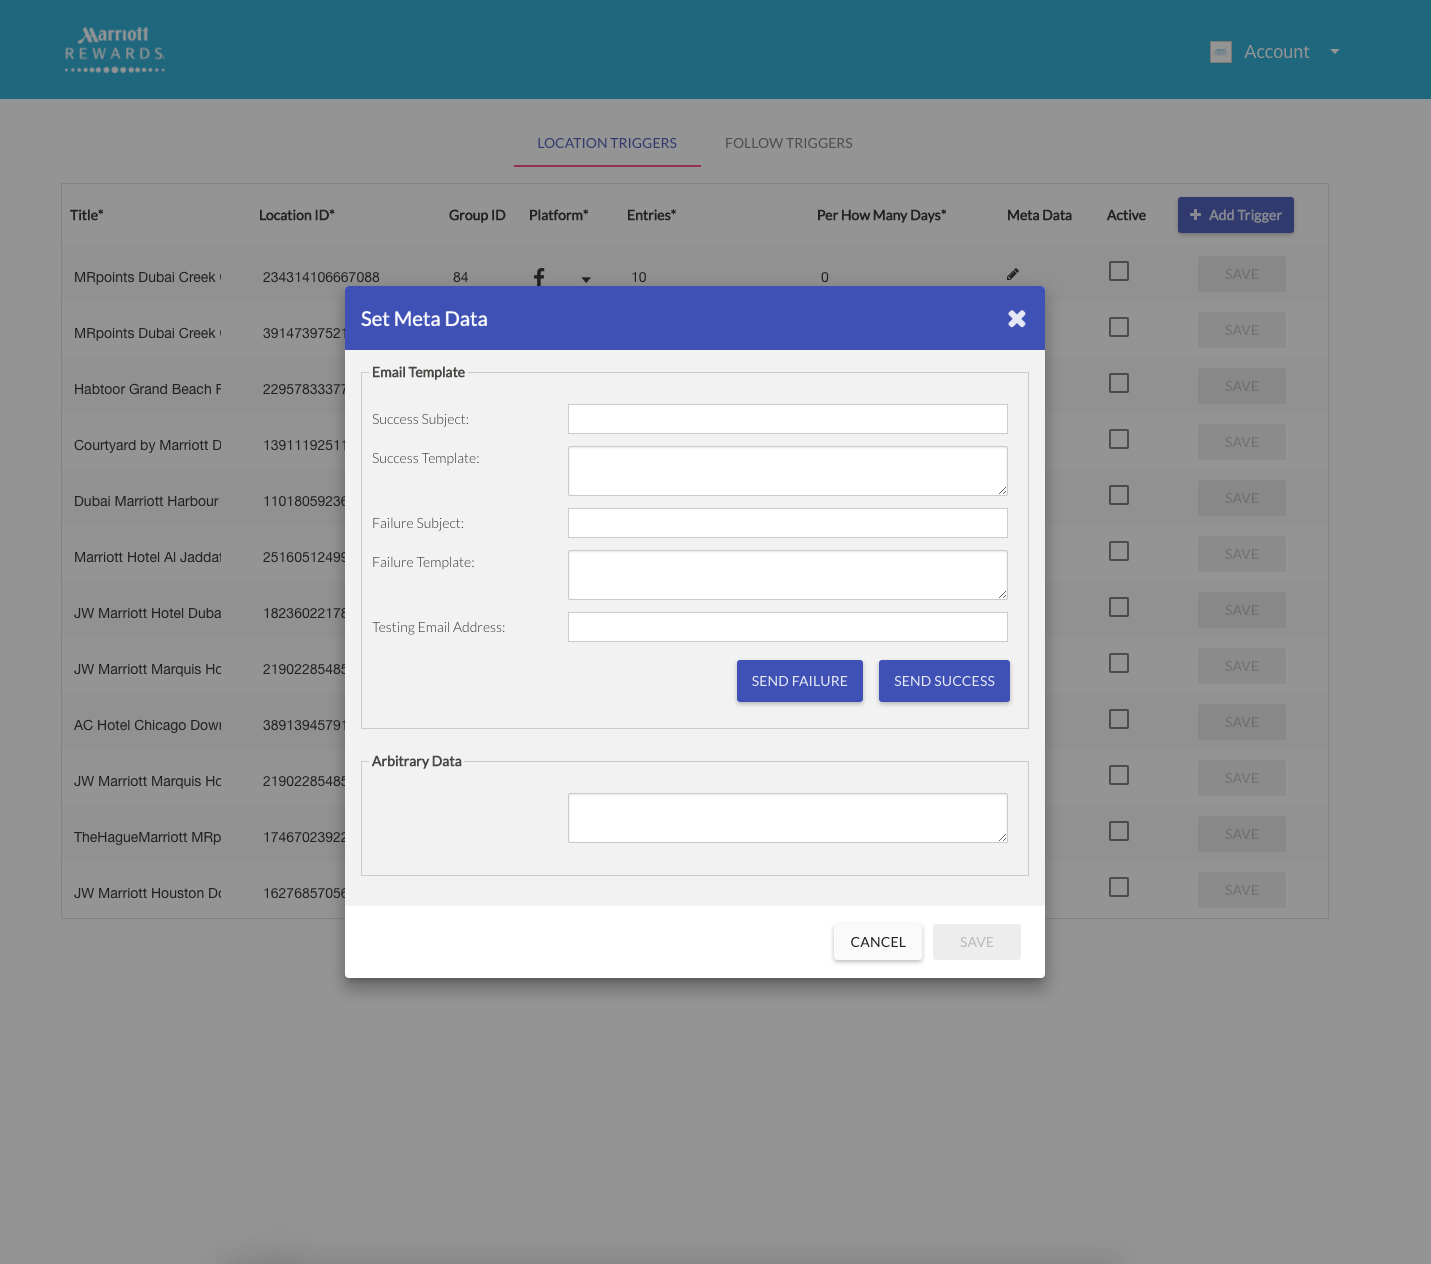 Marriott
REWARDS.
Account
LOCATION TRIGGERS FOLLOW TRIGGERS
Title* Location ID* Group ID Platform* Entries* Per How Many Days* Meta Data Active + Add Trigger
MRpoints Dubai Creek 234314106667088 84 10 0 SAVE
MRpoints Dubai Creek 39147397521 SAVE
Habtoor Grand Beach 22957833377 SAVE
Courtyard by Marriott D 13911192511 SAVE
Dubai Marriott Harbour 11018059236 SAVE
Marriott Hotel Al Jaddaf 25160512499 SAVE
JW Marriott Hotel Duba 18236022178 SAVE
JW Marriott Marquis Ho 21902285485 SAVE
AC Hotel Chicago Down 38913945791 SAVE
JW Marriott Marquis Ho 21902285485 SAVE
TheHagueMarriott MRp 17467023922 SAVE
JW Marriott Houston Do 16276857056 SAVE
Set Meta Data
Email Template
Success Subject:
Success Template:
Failure Subject:
Failure Template:
Testing Email Address:
SEND FAILURE SEND SUCCESS
Arbitrary Data
CANCEL SAVE